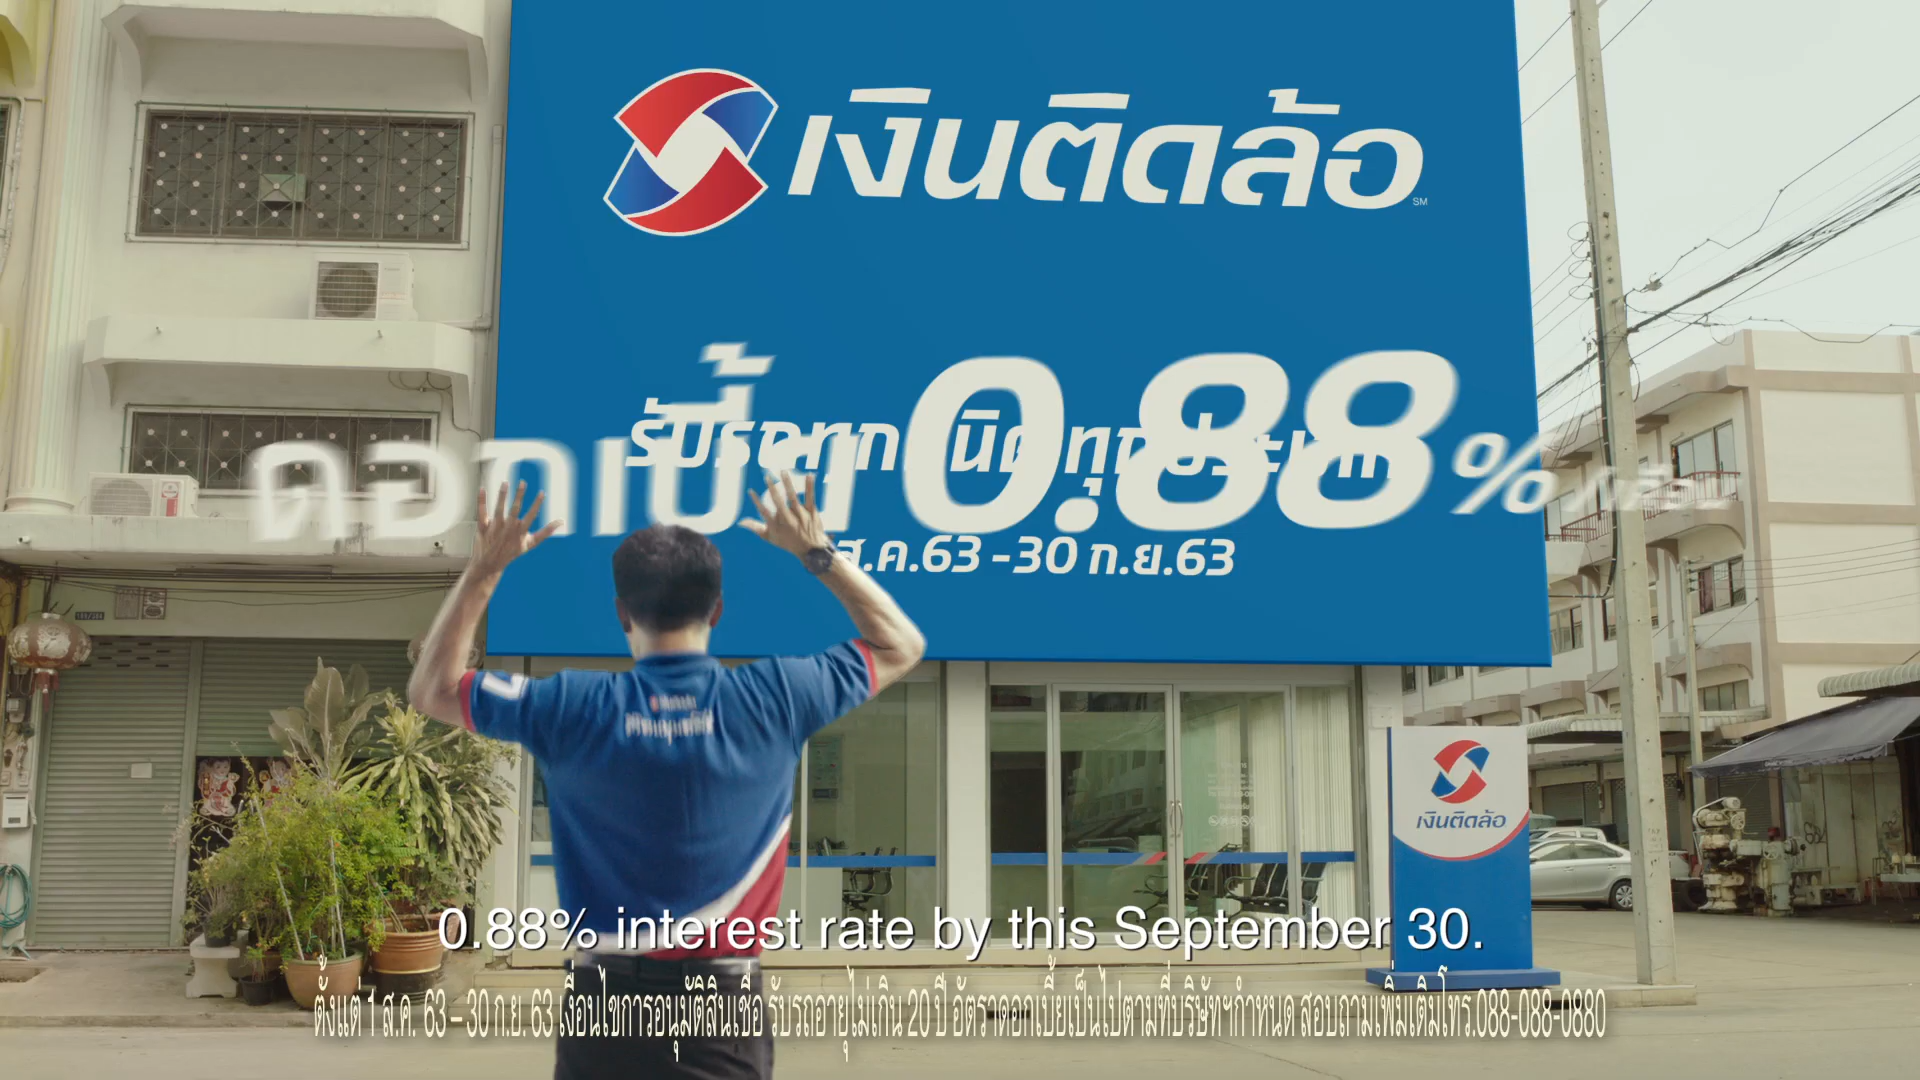 เงินติดล้อ
SM
ดอกเบี้ย 0.88%
ส.ค.63 -30 ก.ย.63
เงินติดล้อ
0.88% interest rate by this September 30.
ตั้งแต่ 1 ส.ค. 63 – 30 ก.ย. 63 เงื่อนไขการอนุมัติสินเชื่อ รับรถอายุไม่เกิน 20 ปี อัตราดอกเบี้ยเป็นไปตามที่บริษัทฯกำหนด สอบถามเพิ่มเติมโทร.088-088-0880